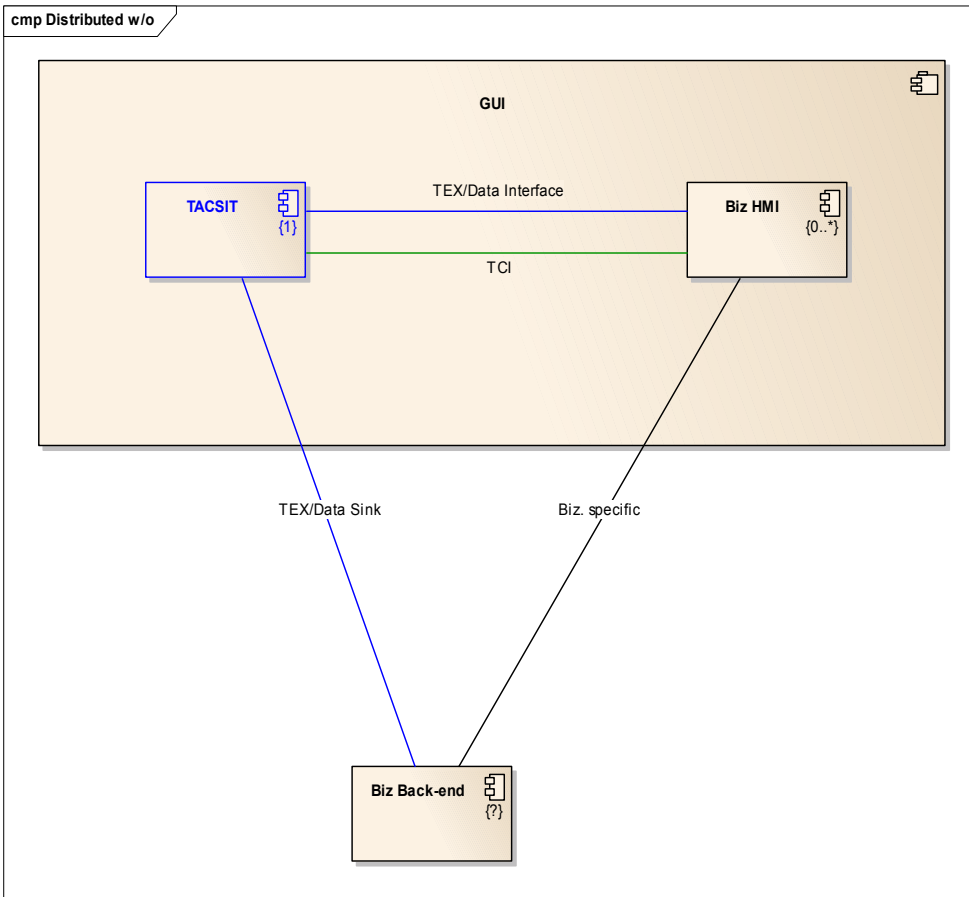 cmp Distributed w/o
GUI
TACSIT
{1}
TEX/Data Interface
TCI
Biz HMI
{0..*}
TEX/Data Sink
Biz. specific
Biz Back-end
{?}